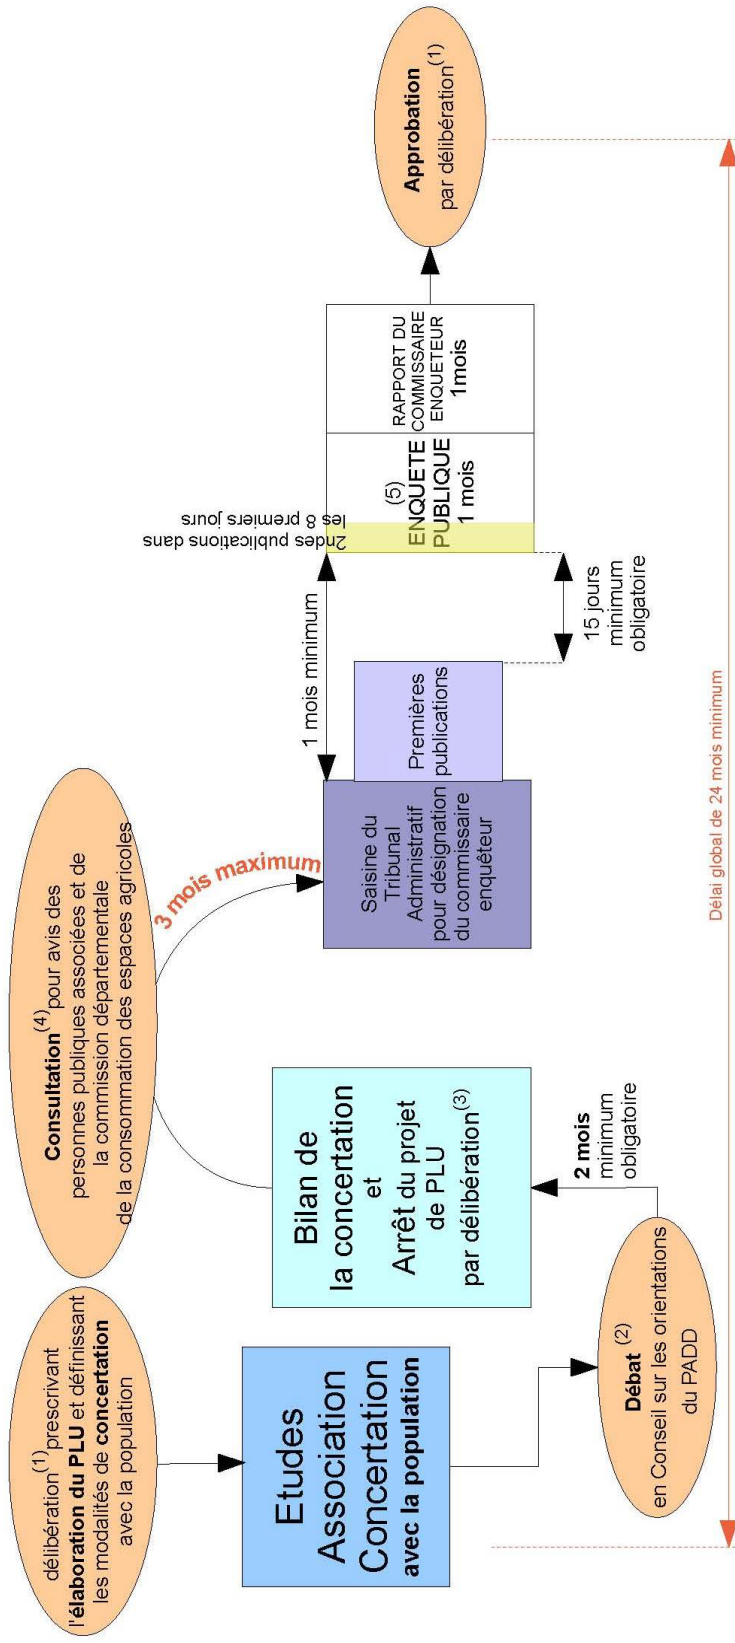 délibération(1)prescrivant
l'élaboration du PLU et définissant
les modalités de concertation
avec la population
Etudes
Association
Concertation
avec la population
Débat (2)
en Conseil sur les orientations
du PADD
2 mois
minimum
obligatoire
Bilan de
la concertation
et
Arrêt du projet
de PLU
par délibération(3)
Consultation(4)pour avis des
personnes publiques associées et de
la commission départementale
de la consommation des espaces agricoles
3 mois maximum
Saisine du
Tribunal
Administratif
pour désignation
du commissaire
enquêteur
Premières
publications
1 mois minimum
15 jours
minimum
obligatoire
2ndes publications dans
les 8 premiers jours
(5)
ENQUETE
PUBLIQUE
1 mois
RAPPORT DU
COMMISSAIRE
ENQUETEUR
1mois
Approbation
par délibération(1)
Délai global de 24 mois minimum